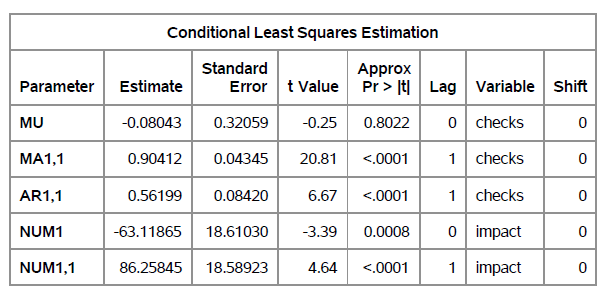 Conditional Least Squares Estimation
Parameter Estimate Standard Error t Value Approx Pr > |t| Lag Variable Shift
MU -0.08043 0.32059 -0.25 0.8022 0 checks 0
MA1,1 0.90412 0.04345 20.81 <.0001 1 checks 0
AR1,1 0.56199 0.08420 6.67 <.0001 1 checks 0
NUM1 -63.11865 18.61030 -3.39 0.0008 0 impact 0
NUM1,1 86.25845 18.58923 4.64 <.0001 1 impact 0